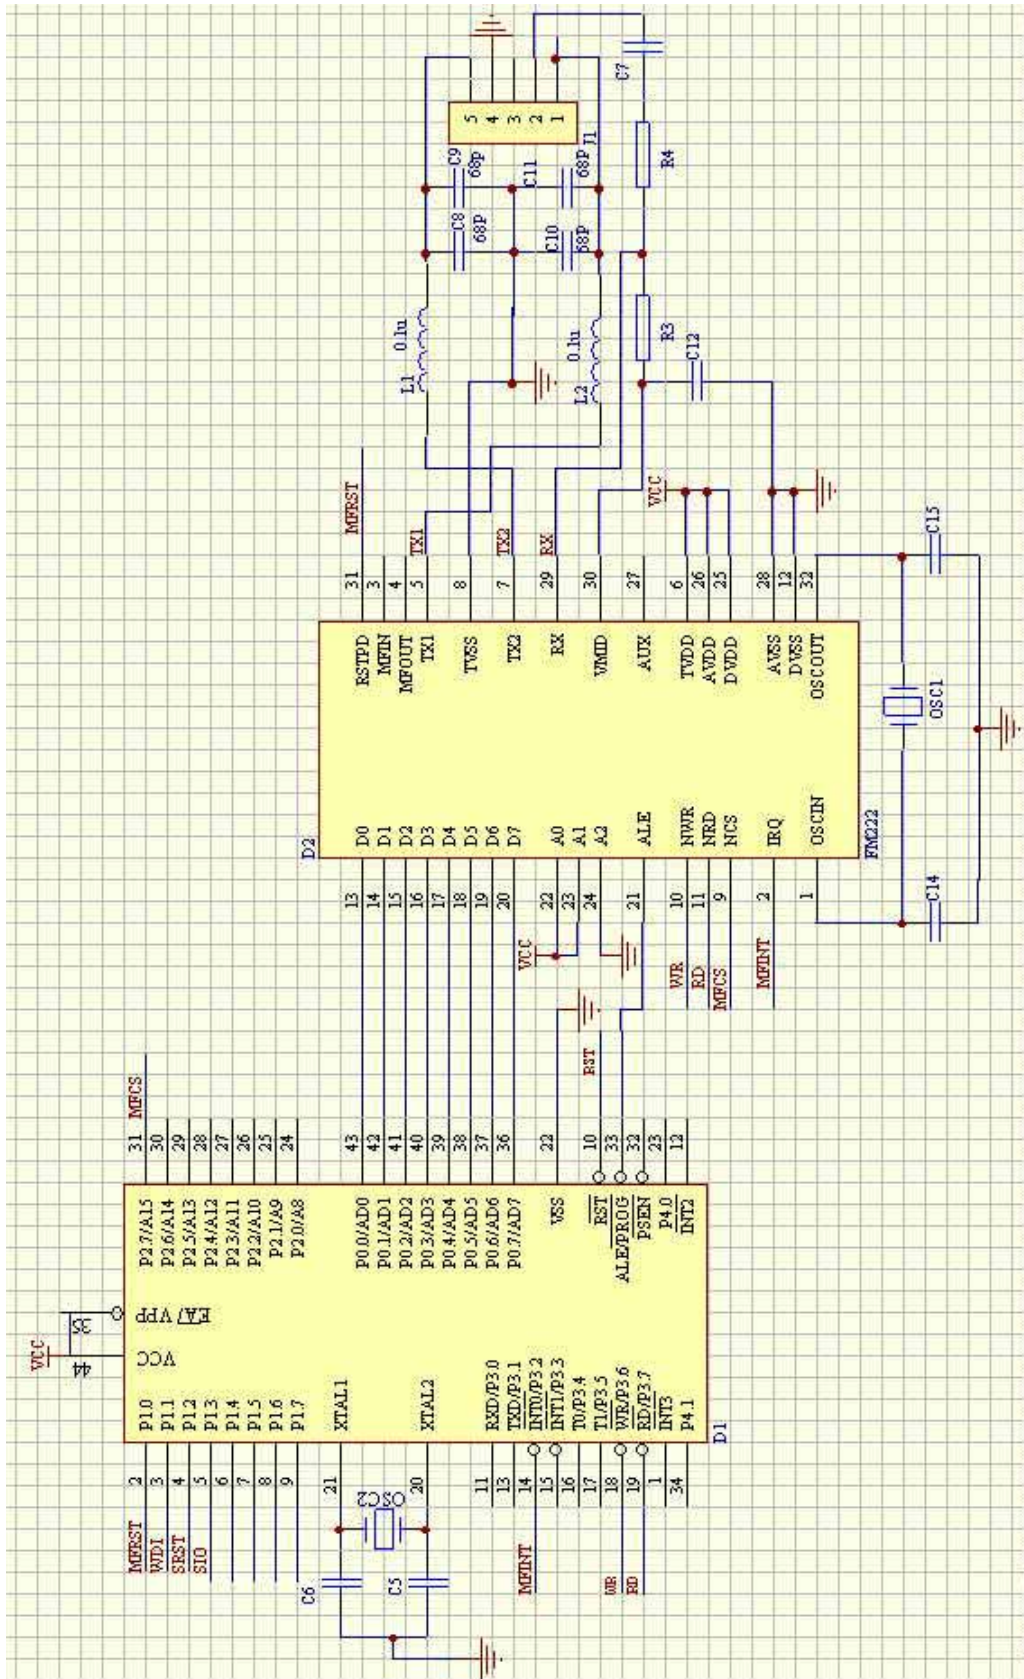 5
4
3
2
1
J1
C7
R4
C9
68p
C8
68P
C11
68P
C10
68P
R3
C12
L1
0.1u
L2
0.1u
MFRST
TX1
TX2
RX
VCC
31
3
4
5
8
7
29
30
27
6
26
25
28
12
32
RSTPD
MFIN
MFOUT
TX1
TVSS
TX2
RX
VMID
AUX
TVDD
AVDD
DVDD
AVSS
DVSS
OSCOUT
C15
OSC1
C14
D2
D0
D1
D2
D3
D4
D5
D6
D7
A0
A1
A2
ALE
NWR
NRD
NCS
IRQ
OSCIN
FM222
13
14
15
16
17
18
19
20
22
23
24
21
10
11
9
2
1
VCC
WR
RD
MFCS
MFINT
RST
MFCS
31
30
29
28
27
26
25
24
43
42
41
40
39
38
37
36
22
10
33
32
23
12
P2.7/A15
P2.6/A14
P2.5/A13
P2.4/A12
P2.3/A11
P2.2/A10
P2.1/A9
P2.0/A8
P0.0/AD0
P0.1/AD1
P0.2/AD2
P0.3/AD3
P0.4/AD4
P0.5/AD5
P0.6/AD6
P0.7/AD7
VSS
RST
ALE/PROG
PSEN
P4.0
INT2
35
EA/VPP
VCC
44
VCC
P1.0
P1.1
P1.2
P1.3
P1.4
P1.5
P1.6
P1.7
XTAL1
XTAL2
RXD/P3.0
TXD/P3.1
INT0/P3.2
INT1/P3.3
T0/P3.4
T1/P3.5
WR/P3.6
RD/P3.7
INT3
P4.1
D1
2
3
4
5
6
7
8
9
21
20
11
13
14
15
16
17
18
19
1
34
MFRST
WDI
SRST
SIO
OSC2
C6
C5
MFINT
WR
RD